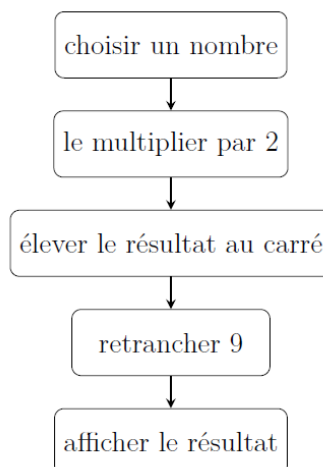 choisir un nombre
le multiplier par 2
élever le résultat au carré
retrancher 9
afficher le résultat